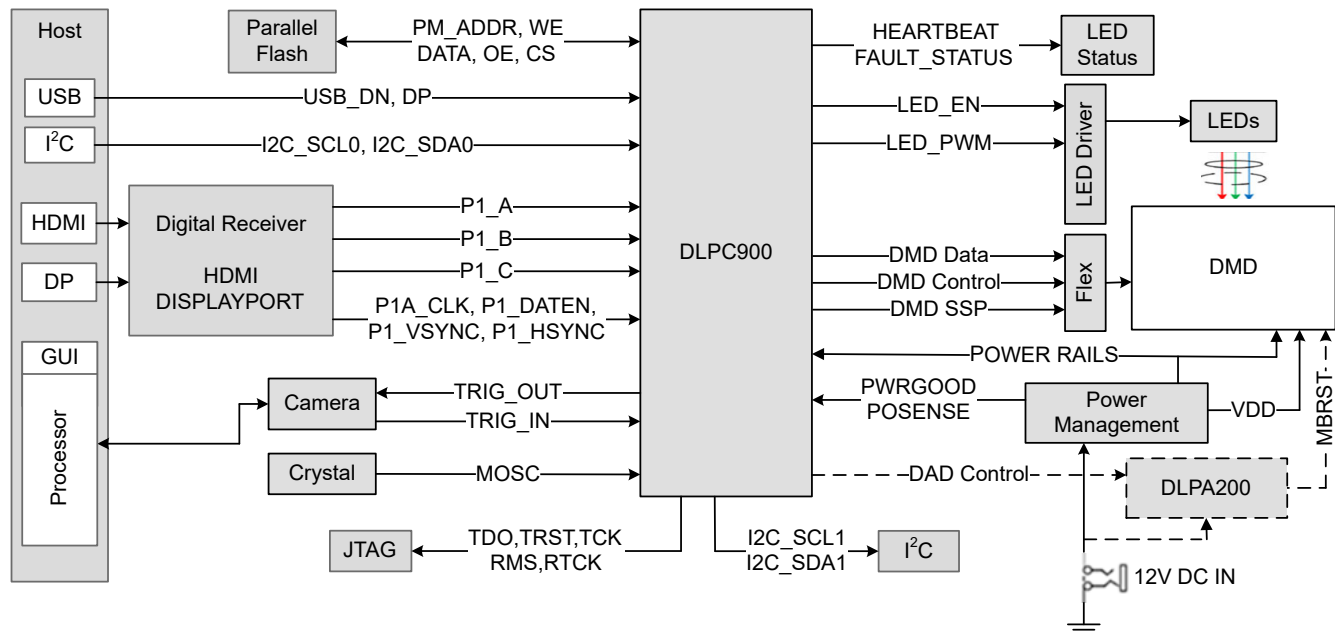 Host
USB
I²C
HDMI
DP
GUI
Processor
Parallel
Flash
PM_ADDR, WE
DATA, OE, CS
USB_DN, DP
I2C_SCL0, I2C_SDA0
Digital Receiver
HDMI
DISPLAYPORT
P1_A
P1_B
P1_C
P1A_CLK, P1_DATEN,
P1_VSYNC, P1_HSYNC
Camera
TRIG_OUT
TRIG_IN
Crystal
MOSC
JTAG
TDO,TRST,TCK
RMS,RTCK
DLPC900
I2C_SCL1
I2C_SDA1
I²C
HEARTBEAT
FAULT_STATUS
LED
Status
LED_EN
LED_PWM
LED Driver
LEDs
DMD Data
DMD Control
DMD SSP
Flex
DMD
POWER RAILS
PWRGOOD
POSENSE
Power
Management
VDD
MBRST
DAD Control
DLPA200
12V DC IN